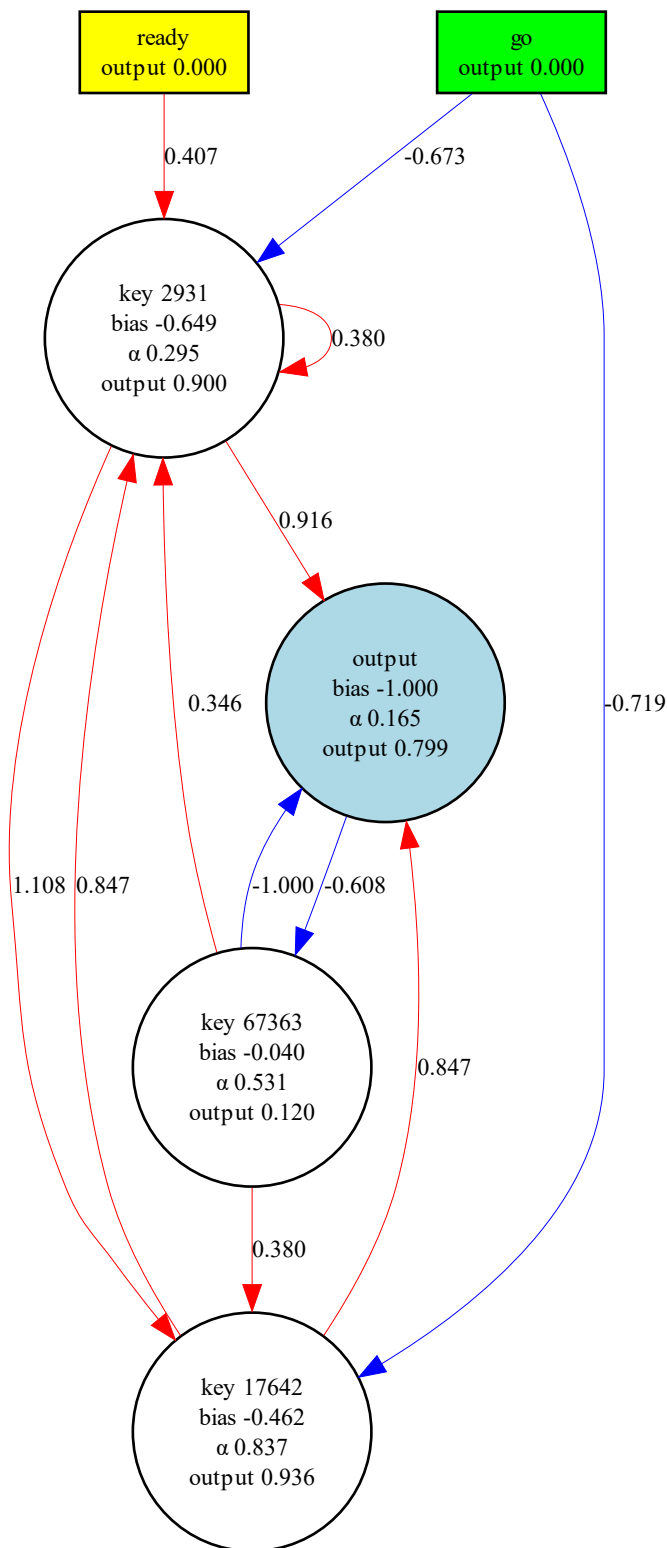 ready
output 0.000
go
output 0.000
0.407
-0.673
key 2931
bias -0.649
α 0.295
output 0.900
0.380
0.916
output
bias -1.000
α 0.165
output 0.799
0.346
-0.719
1.108
0.847
-1.000
-0.608
key 67363
bias -0.040
α 0.531
output 0.120
0.847
0.380
key 17642
bias -0.462
α 0.837
output 0.936